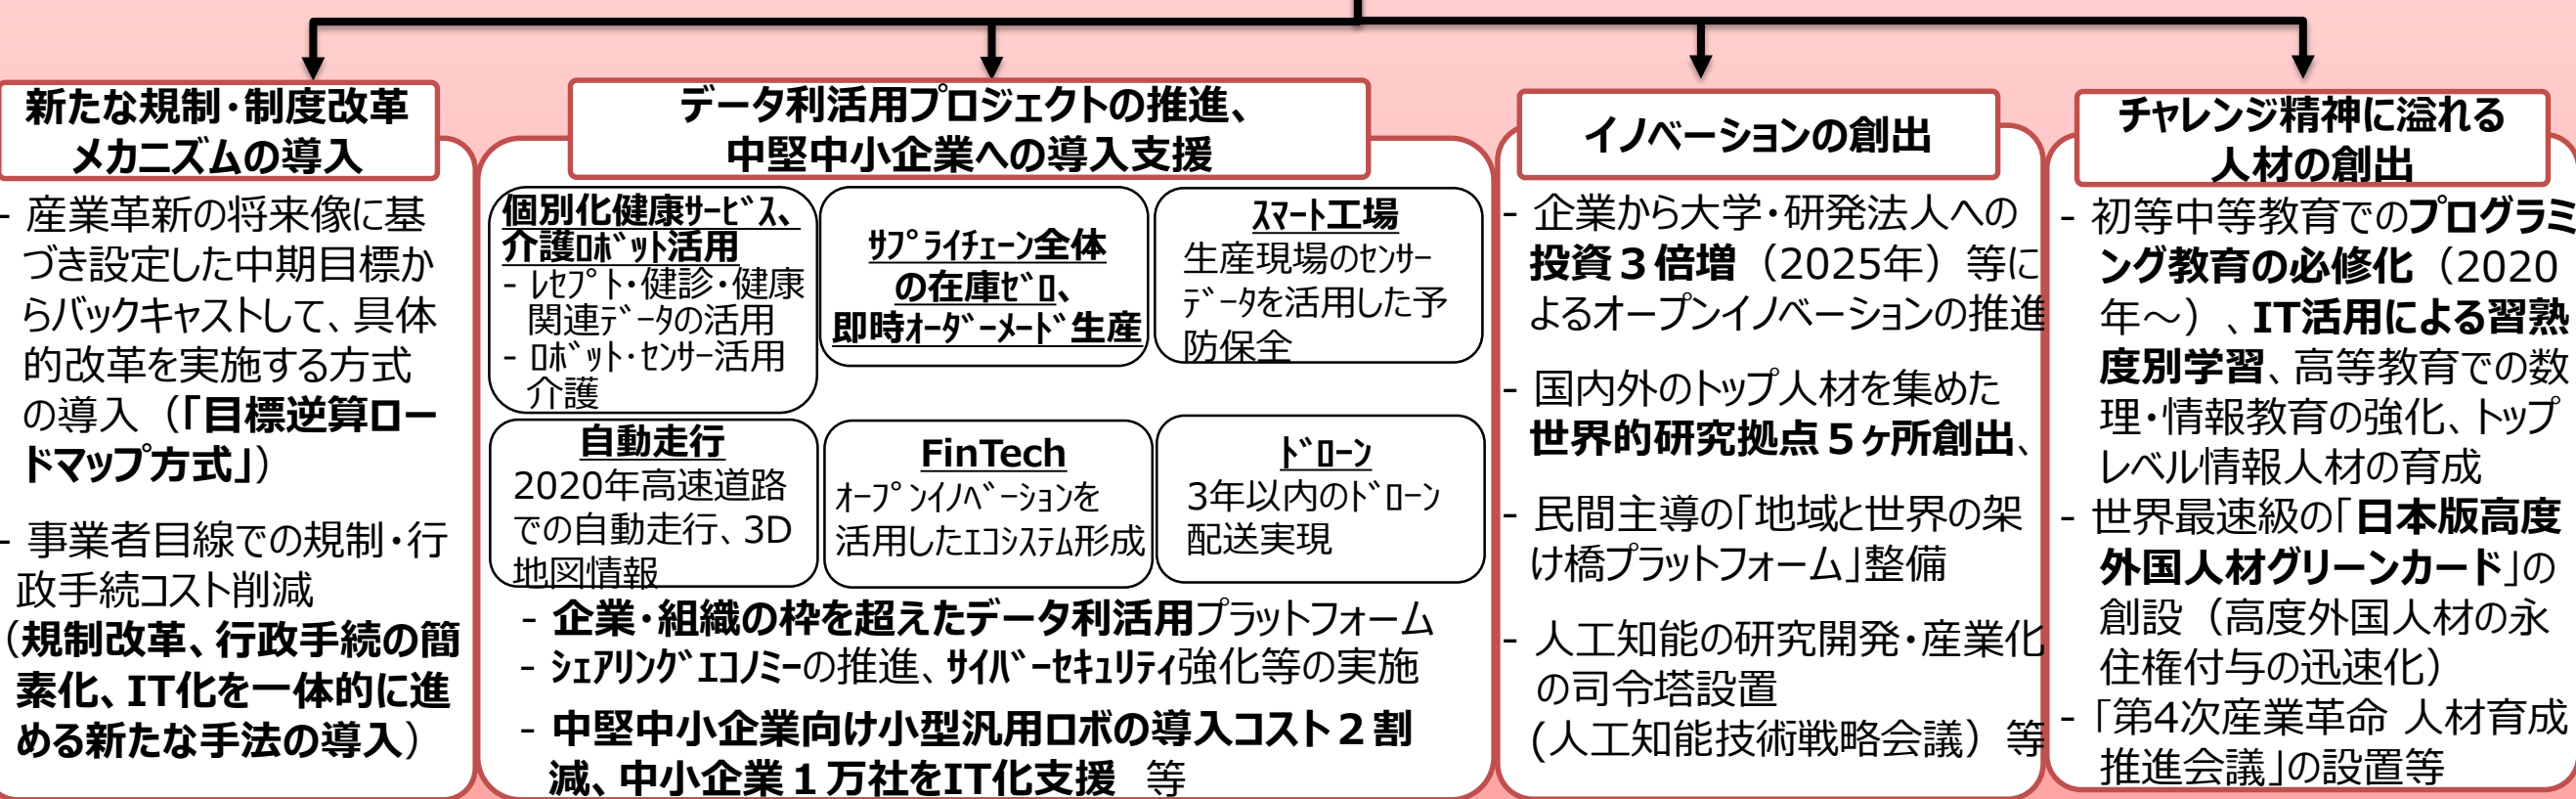 新たな規制・制度改革
メカニズムの導入
- 産業革新の将来像に基
づき設定した中期目標か
らバックキャストして、具体
的改革を実施する方式
の導入（「目標逆算ロー
ドマップ方式」）
- 事業者目線での規制・行
政手続コスト削減
（規制改革、行政手続の簡
素化、IT化を一体的に進
める新たな手法の導入）
データ利活用プロジェクトの推進、
中堅中小企業への導入支援
個別化健康ｻｰﾋﾞｽ、
介護ﾛﾎﾞｯﾄ活用
- ﾚｾﾌﾟﾄ・健診・健康
関連ﾃﾞｰﾀの活用
- ﾛﾎﾞｯﾄ・ｾﾝｻｰ活用
介護
ｻﾌﾟﾗｲﾁｪｰﾝ全体
の在庫ｾﾞﾛ、
即時ｵｰﾀﾞｰﾒｰﾄﾞ生産
ｽﾏｰﾄ工場
生産現場のｾﾝｻｰ
ﾃﾞｰﾀを活用した予
防保全
自動走行
2020年高速道路
での自動走行、3D
地図情報
FinTech
ｵｰﾌﾟﾝｲﾉﾍﾞｰｼｮﾝを
活用したｴｺｼｽﾃﾑ形成
ﾄﾞﾛｰﾝ
3年以内のﾄﾞﾛｰﾝ
配送実現
- 企業・組織の枠を超えたデータ利活用プラットフォーム
- ｼｪｱﾘﾝｸﾞｴｺﾉﾐｰの推進、ｻｲﾊﾞｰｾｷｭﾘﾃｨ強化等の実施
- 中堅中小企業向け小型汎用ロボの導入コスト２割
減、中小企業１万社をIT化支援　等
イノベーションの創出
- 企業から大学・研発法人への
投資３倍増（2025年）等に
よるオープンイノベーションの推進
- 国内外のトップ人材を集めた
世界的研究拠点５ヶ所創出、
- 民間主導の「地域と世界の架
け橋プラットフォーム」整備
- 人工知能の研究開発・産業化
の司令塔設置
(人工知能技術戦略会議）等
チャレンジ精神に溢れる
人材の創出
- 初等中等教育でのプログラミ
ング教育の必修化（2020
年～）、IT活用による習熟
度別学習、高等教育での数
理・情報教育の強化、トップ
レベル情報人材の育成
- 世界最速級の「日本版高度
外国人材グリーンカード」の
創設（高度外国人材の永
住権付与の迅速化）
- 「第4次産業革命 人材育成
推進会議」の設置等